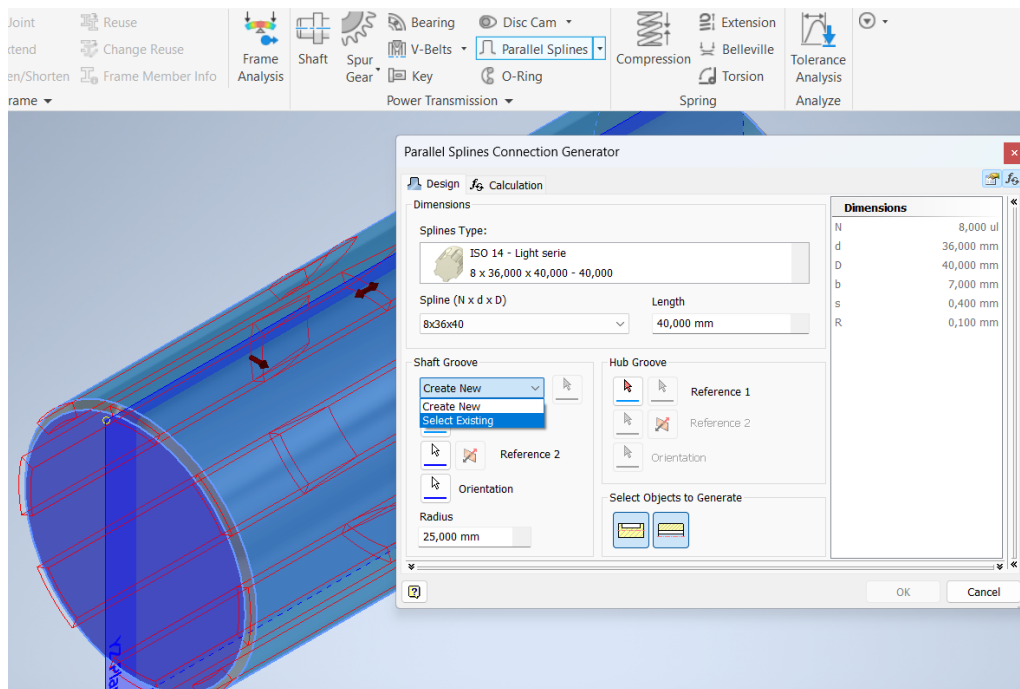 Joint
Reuse
Change Reuse
Frame Member Info
Frame
Analysis
Shaft
Spur
Gear
Bearing
V-Belts
Key
Disc Cam
Parallel Splines
O-Ring
Power Transmission
Compression
Extension
Belleville
Torsion
Spring
Tolerance
Analysis
Analyze
Parallel Splines Connection Generator
Design
Calculation
Dimensions
Splines Type:
ISO 14 - Light serie
8 x 36,000 x 40,000 - 40,000
Spline (N x d x D)
Length
8x36x40
40,000 mm
Shaft Groove
Create New
Create New
Select Existing
Reference 2
Orientation
Radius
25,000 mm
Hub Groove
Reference 1
Reference 2
Orientation
Select Objects to Generate
Dimensions
N 8,000 ul
d 36,000 mm
D 40,000 mm
b 7,000 mm
s 0,400 mm
R 0,100 mm
OK
Cancel